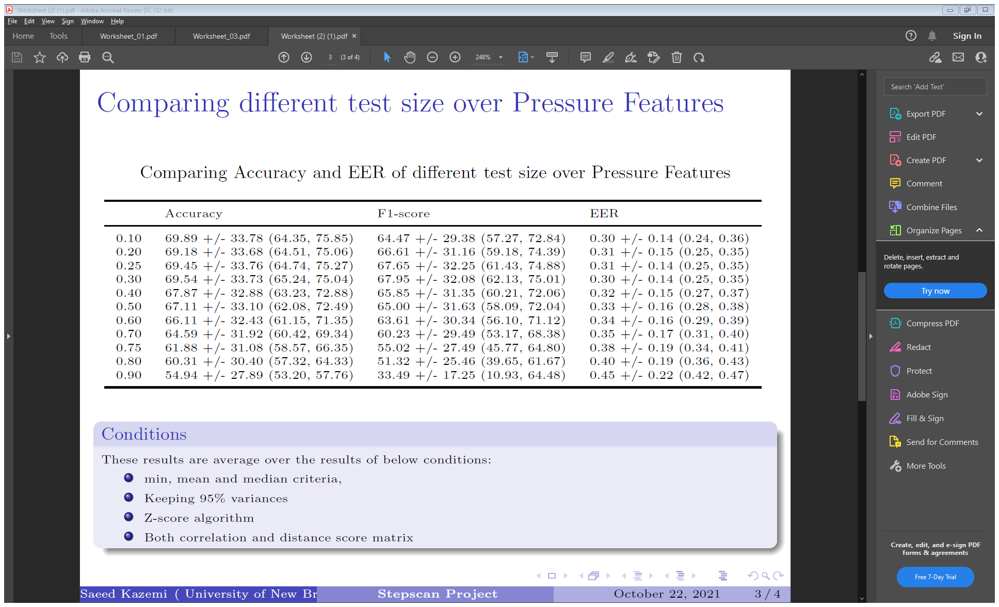 Worksheet (2) (1).pdf - Adobe Acrobat Reader DC (32-bit)
File Edit View Sign Window Help
Home Tools Worksheet_01.pdf Worksheet_03.pdf Worksheet (2) (1).pdf × Sign In
3 (3 of 4) 248%
Comparing different test size over Pressure Features
Comparing Accuracy and EER of different test size over Pressure Features
Accuracy F1-score EER
0.10 69.89 +/- 33.78 (64.35, 75.85) 64.47 +/- 29.38 (57.27, 72.84) 0.30 +/- 0.14 (0.24, 0.36)
0.20 69.18 +/- 33.68 (64.51, 75.06) 66.61 +/- 31.16 (59.18, 74.39) 0.31 +/- 0.15 (0.25, 0.35)
0.25 69.45 +/- 33.76 (64.74, 75.27) 67.65 +/- 32.25 (61.43, 74.88) 0.31 +/- 0.14 (0.25, 0.35)
0.30 69.54 +/- 33.73 (65.24, 75.04) 67.95 +/- 32.08 (62.13, 75.01) 0.30 +/- 0.14 (0.25, 0.35)
0.40 67.87 +/- 32.88 (63.23, 72.88) 65.85 +/- 31.35 (60.21, 72.06) 0.32 +/- 0.15 (0.27, 0.37)
0.50 67.11 +/- 33.10 (62.08, 72.49) 65.00 +/- 31.63 (58.09, 72.04) 0.33 +/- 0.16 (0.28, 0.38)
0.60 66.11 +/- 32.43 (61.15, 71.35) 63.61 +/- 30.34 (56.10, 71.12) 0.34 +/- 0.16 (0.29, 0.39)
0.70 64.59 +/- 31.92 (60.42, 69.34) 60.23 +/- 29.49 (53.17, 68.38) 0.35 +/- 0.17 (0.31, 0.40)
0.75 61.88 +/- 31.08 (58.57, 66.35) 55.02 +/- 27.49 (45.77, 64.80) 0.38 +/- 0.19 (0.34, 0.41)
0.80 60.31 +/- 30.40 (57.32, 64.33) 51.32 +/- 25.46 (39.65, 61.67) 0.40 +/- 0.19 (0.36, 0.43)
0.90 54.94 +/- 27.89 (53.20, 57.76) 33.49 +/- 17.25 (10.93, 64.48) 0.45 +/- 0.22 (0.42, 0.47)
Conditions
These results are average over the results of below conditions:
min, mean and median criteria,
Keeping 95% variances
Z-score algorithm
Both correlation and distance score matrix
Saeed Kazemi ( University of New Br Stepscan Project October 22, 2021 3 / 4
Search 'Add Text'
Export PDF
Edit PDF
Create PDF
Comment
Combine Files
Organize Pages
Delete, insert, extract and
rotate pages.
Try now
Compress PDF
Redact
Protect
Adobe Sign
Fill & Sign
Send for Comments
More Tools
Create, edit, and e-sign PDF
forms & agreements
Free 7-Day Trial